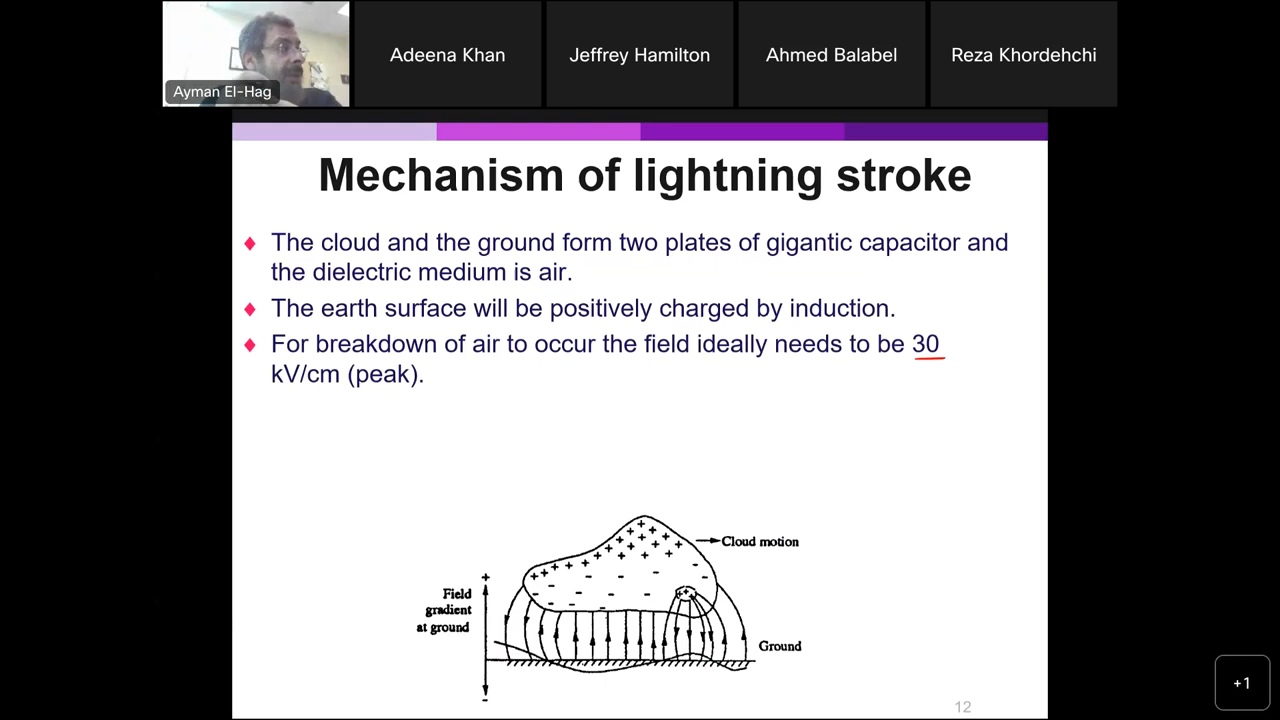 Ayman El-Hag
Adeena Khan
Jeffrey Hamilton
Ahmed Balabel
Reza Khordehchi
Mechanism of lightning stroke
The cloud and the ground form two plates of gigantic capacitor and
the dielectric medium is air.
The earth surface will be positively charged by induction.
For breakdown of air to occur the field ideally needs to be 30
kV/cm (peak).
Cloud motion
+
Field
gradient
at ground
Ground
-
12
+1